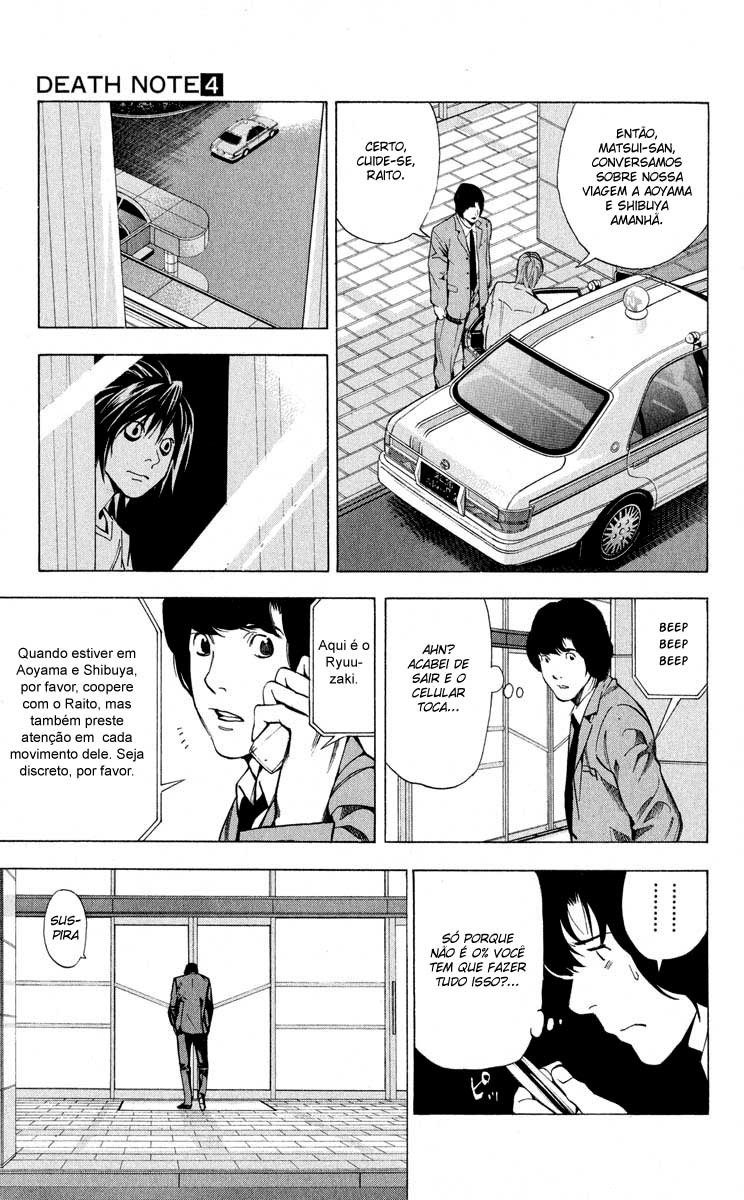 DEATH NOTE 4
ENTÃO,
MATSUI-SAN,
CONVERSAMOS
SOBRE NOSSA
VIAGEM A AOYAMA
E SHIBUYA
AMANHÃ.
CERTO,
CUIDE-SE,
RAITO.
BEEP
BEEP
BEEP
AHN?
ACABEI DE
SAIR E O
CELULAR
TOCA...
Aqui é o
Ryuu-
zaki.
Quando estiver em
Aoyama e Shibuya,
por favor, coopere
com o Raito, mas
também preste
atenção em cada
movimento dele. Seja
discreto, por favor.
SÓ PORQUE
NÃO É 0% VOCÊ
TEM QUE FAZER
TUDO ISSO?...
ピッ
SUS-
PIRA